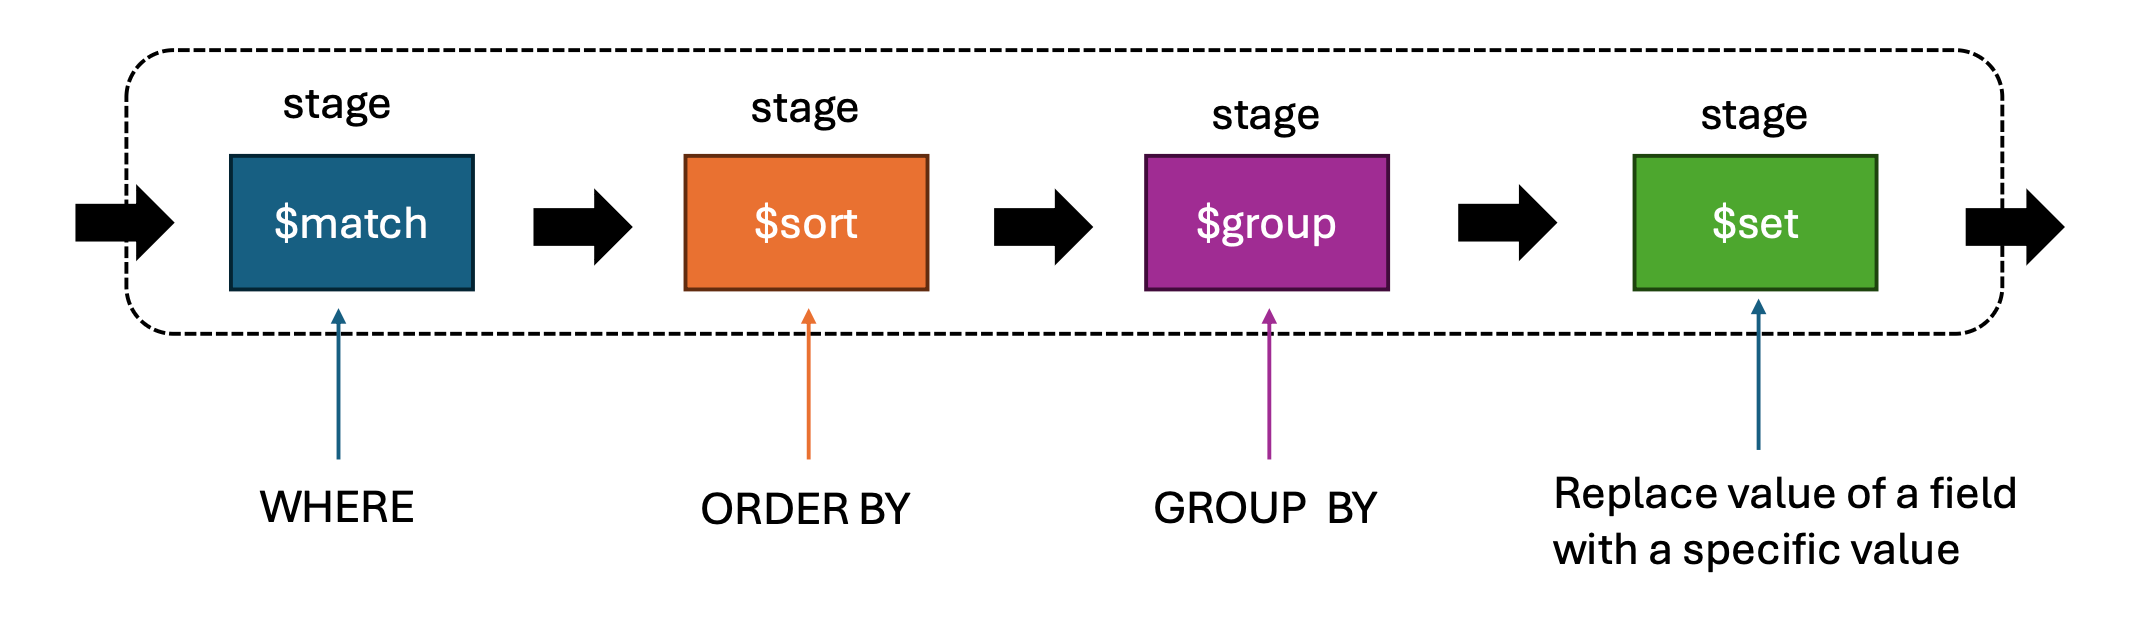 stage
stage
stage
stage
$match
$sort
$group
$set
WHERE
ORDER BY
GROUP  BY
Replace value of a field
with a specific value